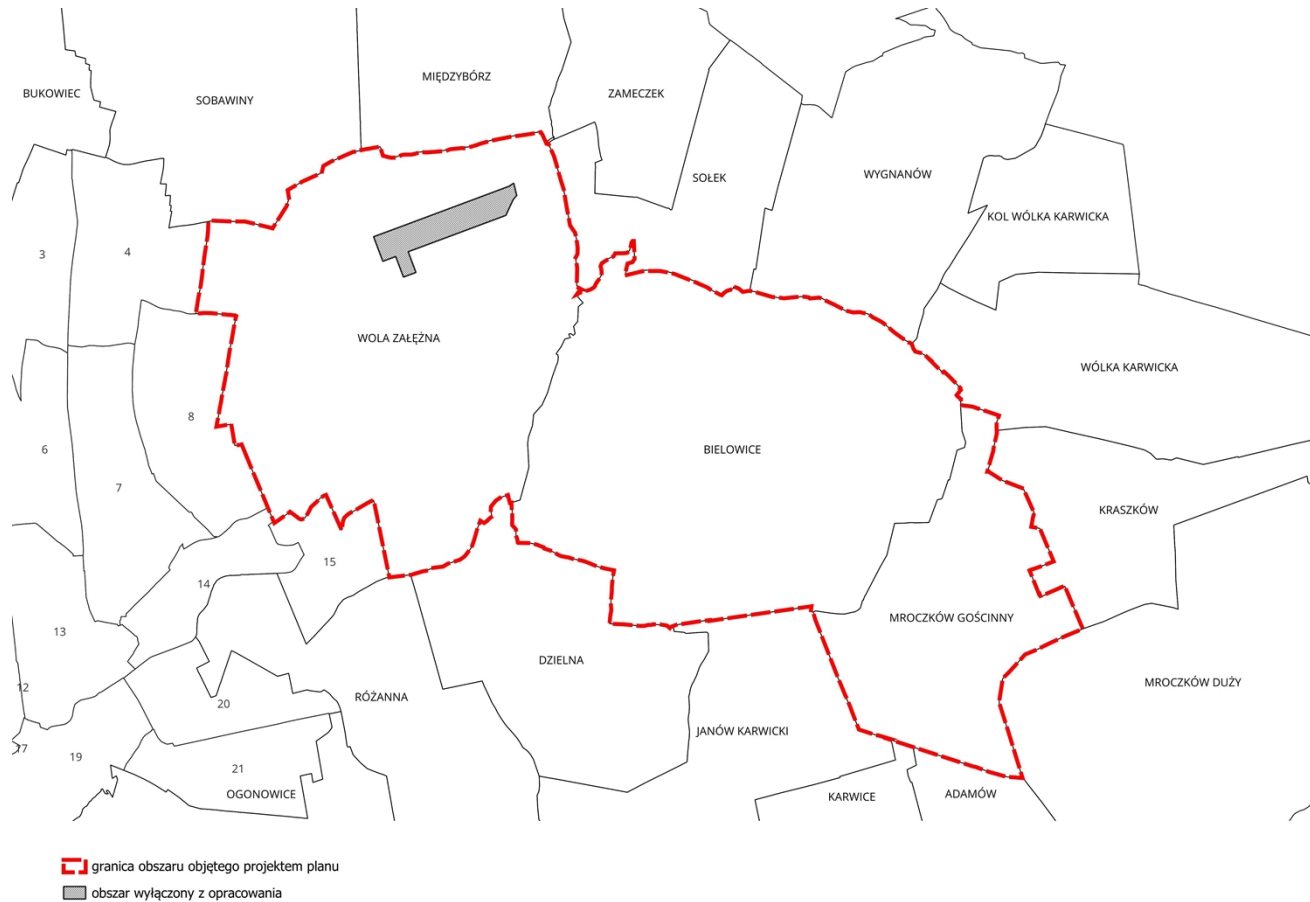 MIĘDZYBÓRZ
BUKOWIEC
SOBAWINY
ZAMECZEK
SOŁEK
WYGNANÓW
KOL WÓLKA KARWICKA
3
4
WOLA ZAŁĘŻNA
WÓLKA KARWICKA
8
6
BIELOWICE
7
KRASZKÓW
15
14
MROCZKÓW GOŚCINNY
13
DZIELNA
MROCZKÓW DUŻY
12
RÓŻANNA
20
JANÓW KARWICKI
17
19
21
OGONOWICE
KARWICE
ADAMÓW
granica obszaru objętego projektem planu
obszar wyłączony z opracowania